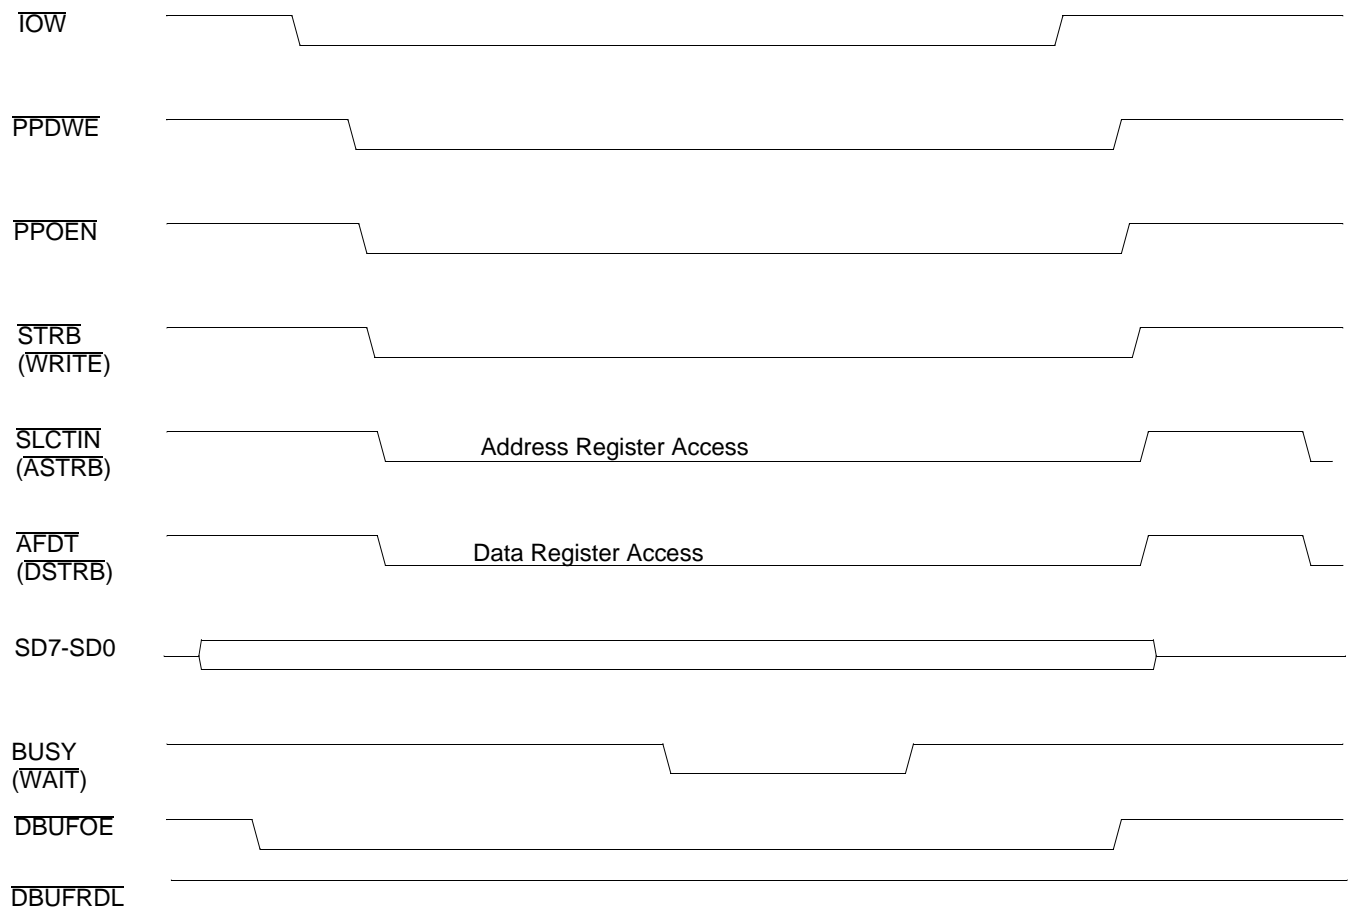 IOW
PPDWE
PPOEN
STRB
(WRITE)
SLCTIN
(ASTRB)
Address Register Access
AFDT
(DSTRB)
Data Register Access
SD7-SD0
BUSY
(WAIT)
DBUFOE
DBUFRDL